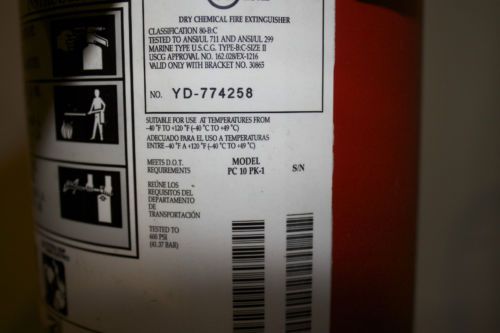 DRY CHEMICAL FIRE EXTINGUISHER
CLASSIFICATION 80-B:C
TESTED TO ANSI/UL 711 AND ANSI/UL 299
MARINE TYPE U.S.C.G. TYPE-B:C-SIZE II
USCG APPROVAL NO. 162.028/EX-1216
VALID ONLY WITH BRACKET NO. 30865
NO. YD-774258
SUITABLE FOR USE AT TEMPERATURES FROM
–40 °F TO +120 °F (–40 °C TO +49 °C)
ADECUADO PARA EL USO A TEMPERATURAS
ENTRE –40 °F A +120 °F (–40 °C TO +49 °C)
MEETS D.O.T.
REQUIREMENTS
MODEL
PC 10 PK-1
S/N
REÚNE LOS
REQUISITOS DEL
DEPARTAMENTO
DE
TRANSPORTACIÓN
TESTED TO
600 PSI
(41.37 BAR)